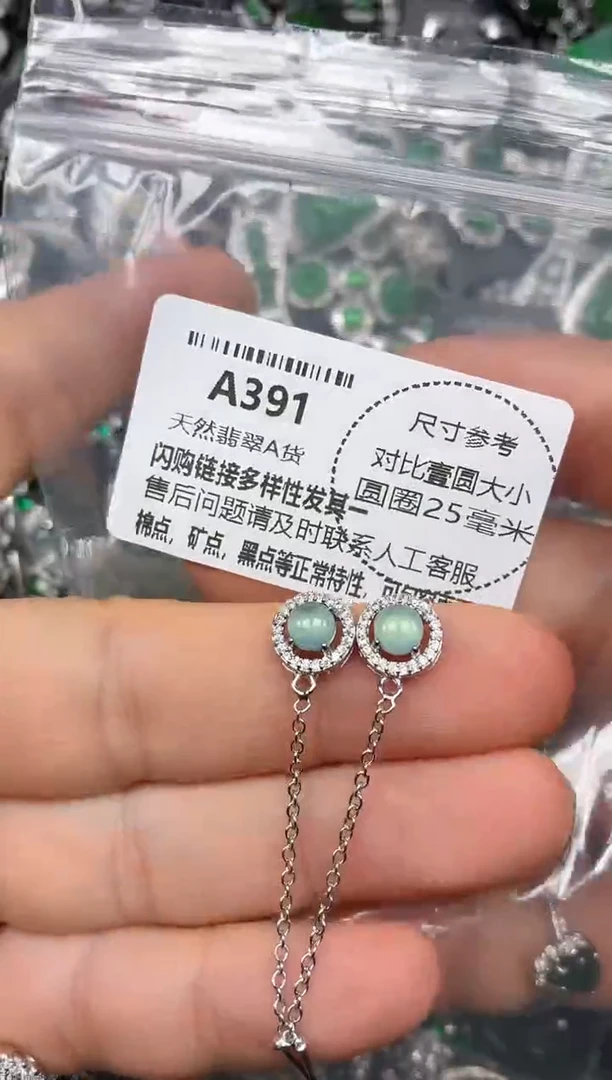 A391
天然翡翠A货
闪购链接多样性发其一
售后问题请及时联系人工客服
棉点，矿点，黑点等正常特性，可
尺寸参考
对比壹圆大小
圆圈25毫米